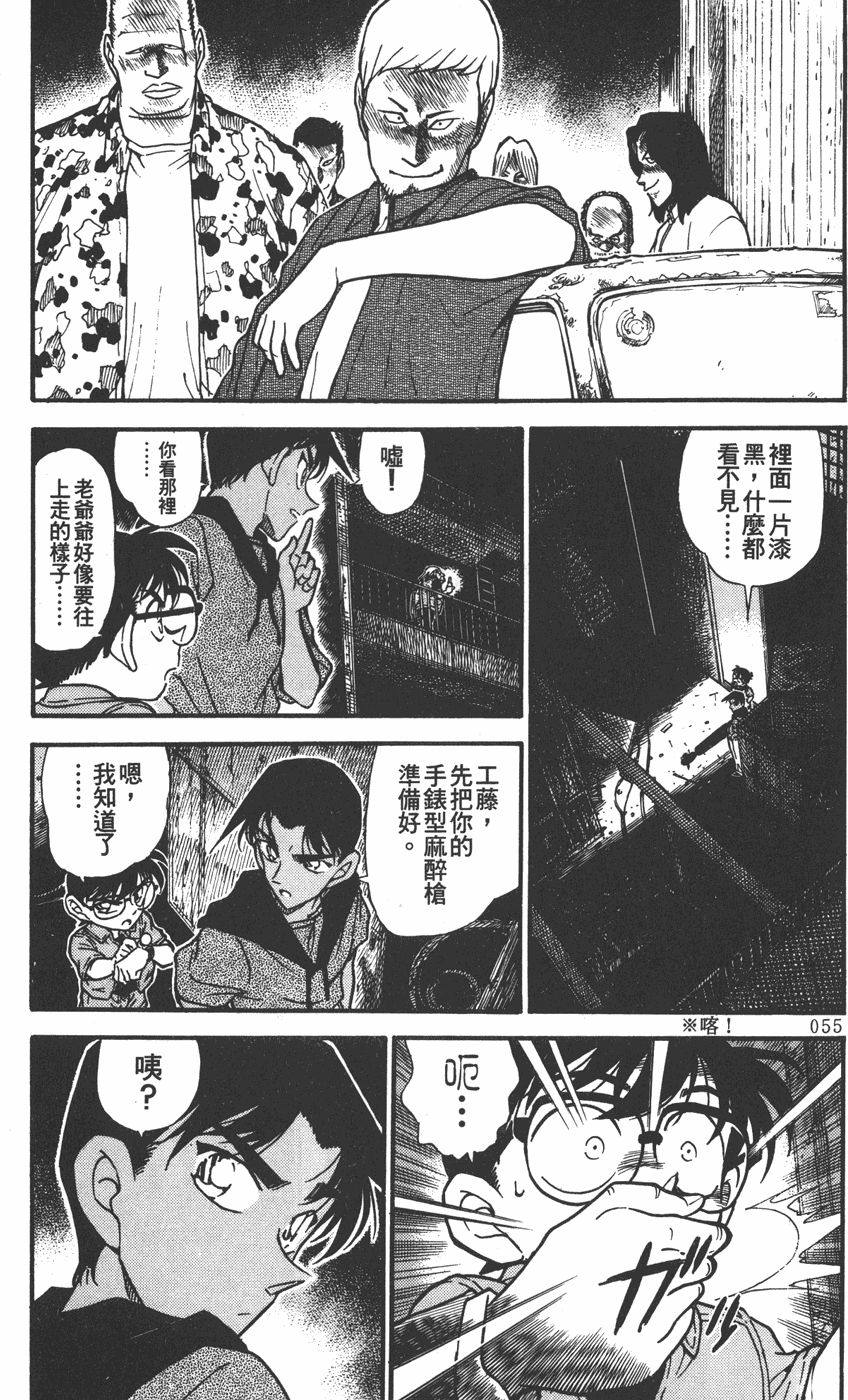 裡面一片漆
黑，什麼都
看不見……
噓！
你看那裡
……
老爺爺好像要往
上走的樣子……
工藤，
先把你的
手錶型麻醉槍
準備好。
嗯，
我知道了
……
※喀！
055
呃…
ガッ
咦？